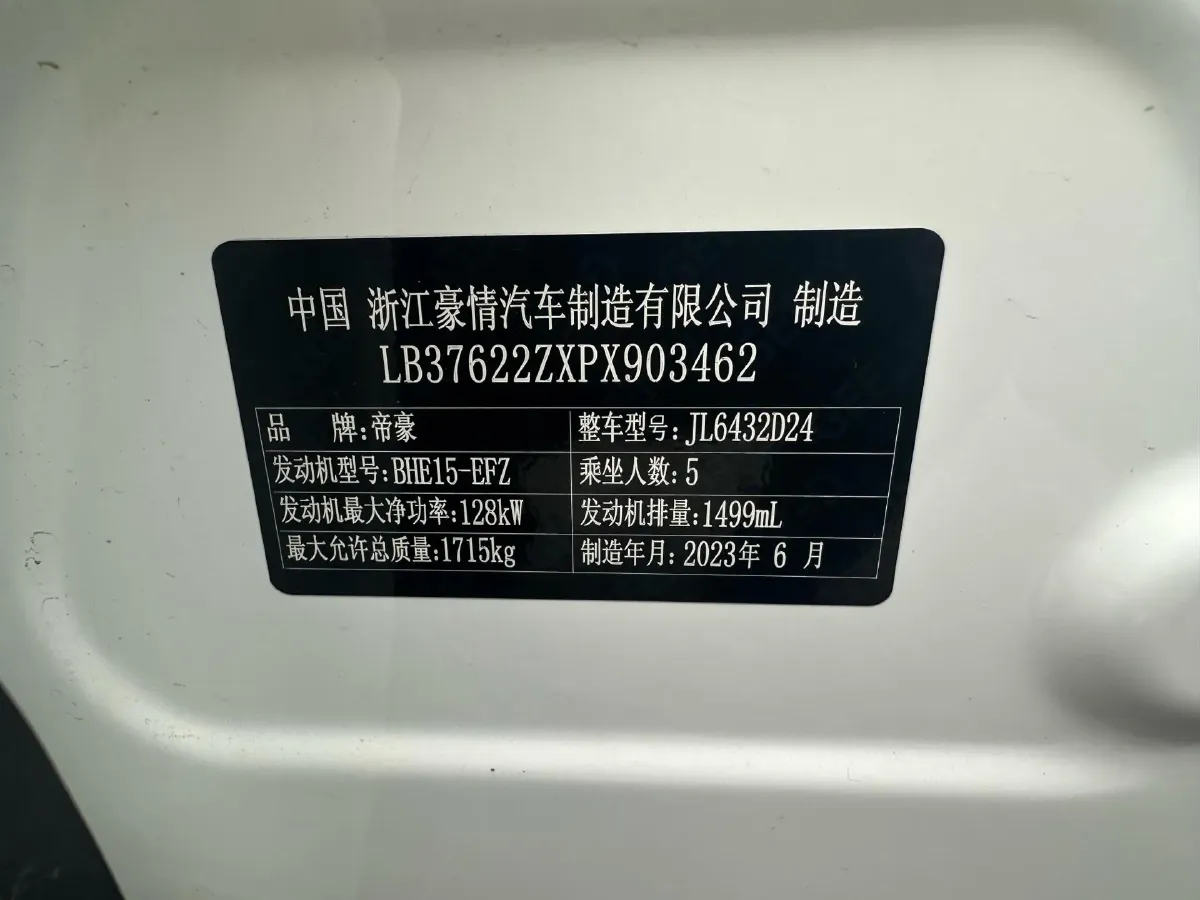 中国 浙江豪情汽车制造有限公司 制造
LB37622ZXPX903462
品 牌:帝豪 整车型号:JL6432D24
发动机型号:BHE15-EFZ 乘坐人数:5
发动机最大净功率:128kW 发动机排量:1499mL
最大允许总质量:1715kg 制造年月:2023年 6 月